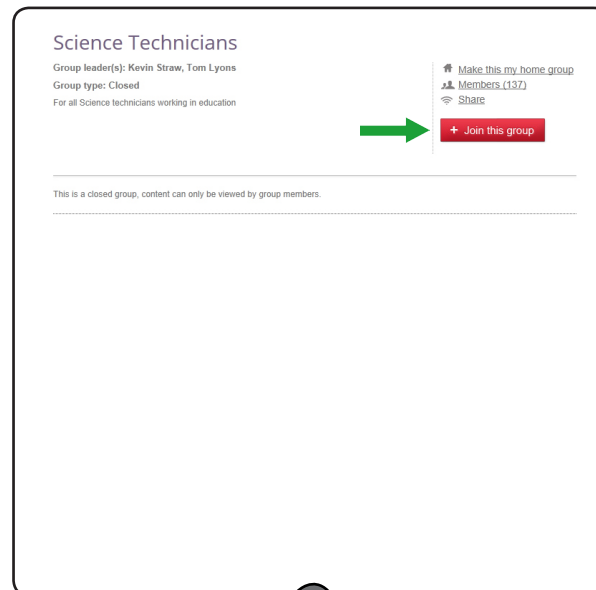 Science Technicians
Group leader(s): Kevin Straw, Tom Lyons
Group type: Closed
For all Science technicians working in education
Make this my home group
Members (137)
Share
+ Join this group
This is a closed group, content can only be viewed by group members.